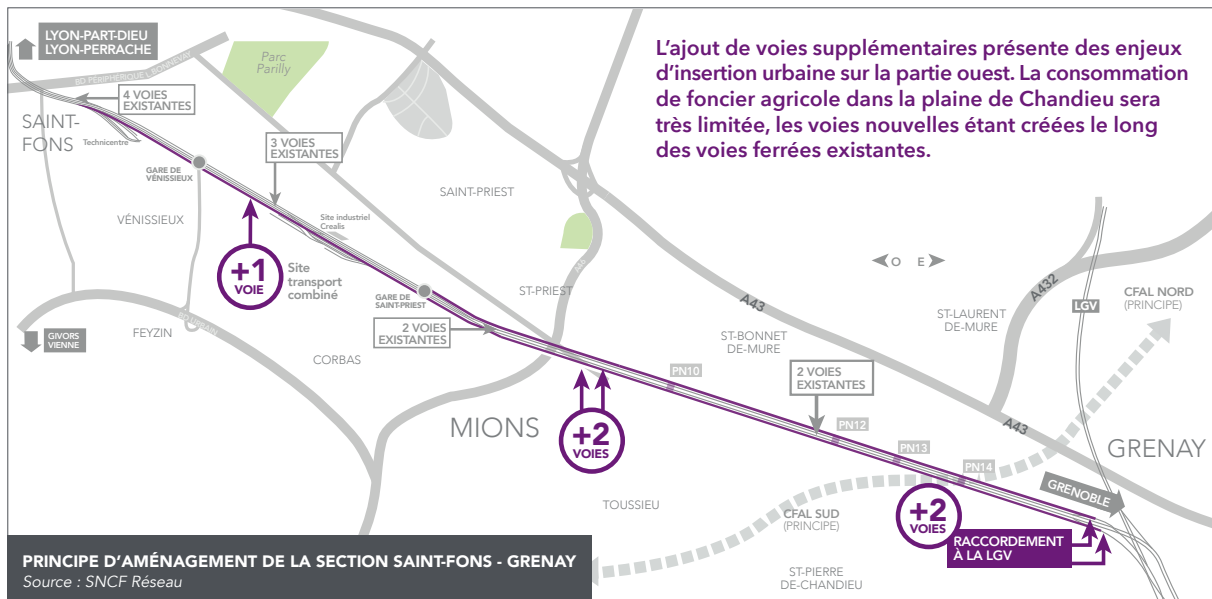 LYON-PART-DIEU
LYON-PERRACHE
BD PÉRIPHÉRIQUE L.BONNEVAY
Parc
Parilly
L'ajout de voies supplémentaires présente des enjeux
d'insertion urbaine sur la partie ouest. La consommation
de foncier agricole dans la plaine de Chandieu sera
très limitée, les voies nouvelles étant créées le long
des voies ferrées existantes.
4 VOIES
EXISTANTES
SAINT-
FONS
Technicentre
3 VOIES
EXISTANTES
GARE DE
VÉNISSIEUX
SAINT-PRIEST
VÉNISSIEUX
Site industriel
Crealis
+1
VOIE
Site
transport
combiné
O E
A46
A43
A432
LGV
CFAL NORD
(PRINCIPE)
GARE DE
SAINT-PRIEST
ST-PRIEST
ST-LAURENT
DE-MURE
BD URBAIN
GIVORS
VIENNE
FEYZIN
2 VOIES
EXISTANTES
ST-BONNET
DE-MURE
CORBAS
PN10
2 VOIES
EXISTANTES
MIONS
+2
VOIES
PN12
A43
PN13
GRENAY
PN14
GRENOBLE
TOUSSIEU
CFAL SUD
(PRINCIPE)
+2
VOIES
RACCORDEMENT
À LA LGV
PRINCIPE D'AMÉNAGEMENT DE LA SECTION SAINT-FONS - GRENAY
Source : SNCF Réseau
ST-PIERRE
DE-CHANDIEU